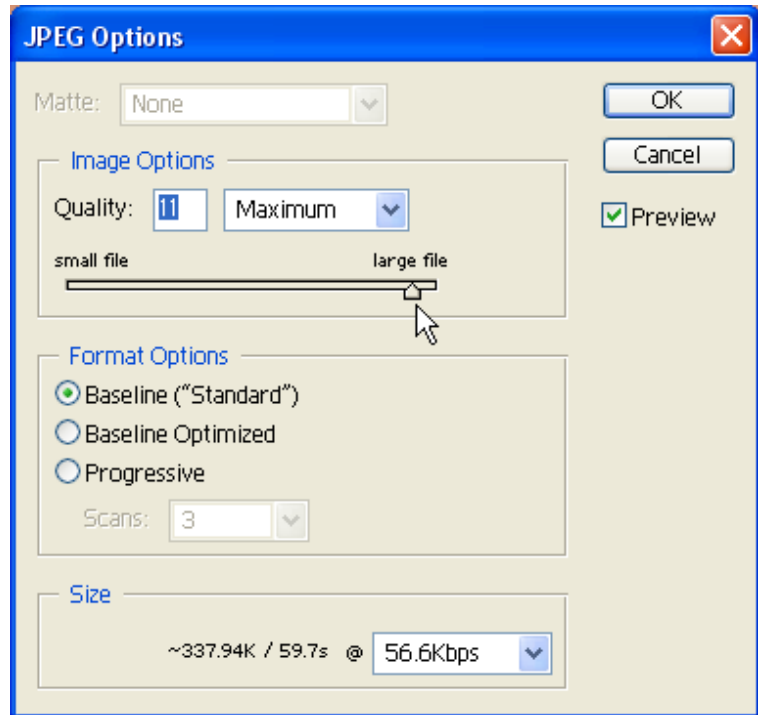 JPEG Options
Matte: None
OK
Cancel
Preview
Image Options
Quality: 11 Maximum
small file large file
Format Options
Baseline (“Standard”)
Baseline Optimized
Progressive
Scans: 3
Size
~337.94K / 59.7s @ 56.6Kbps